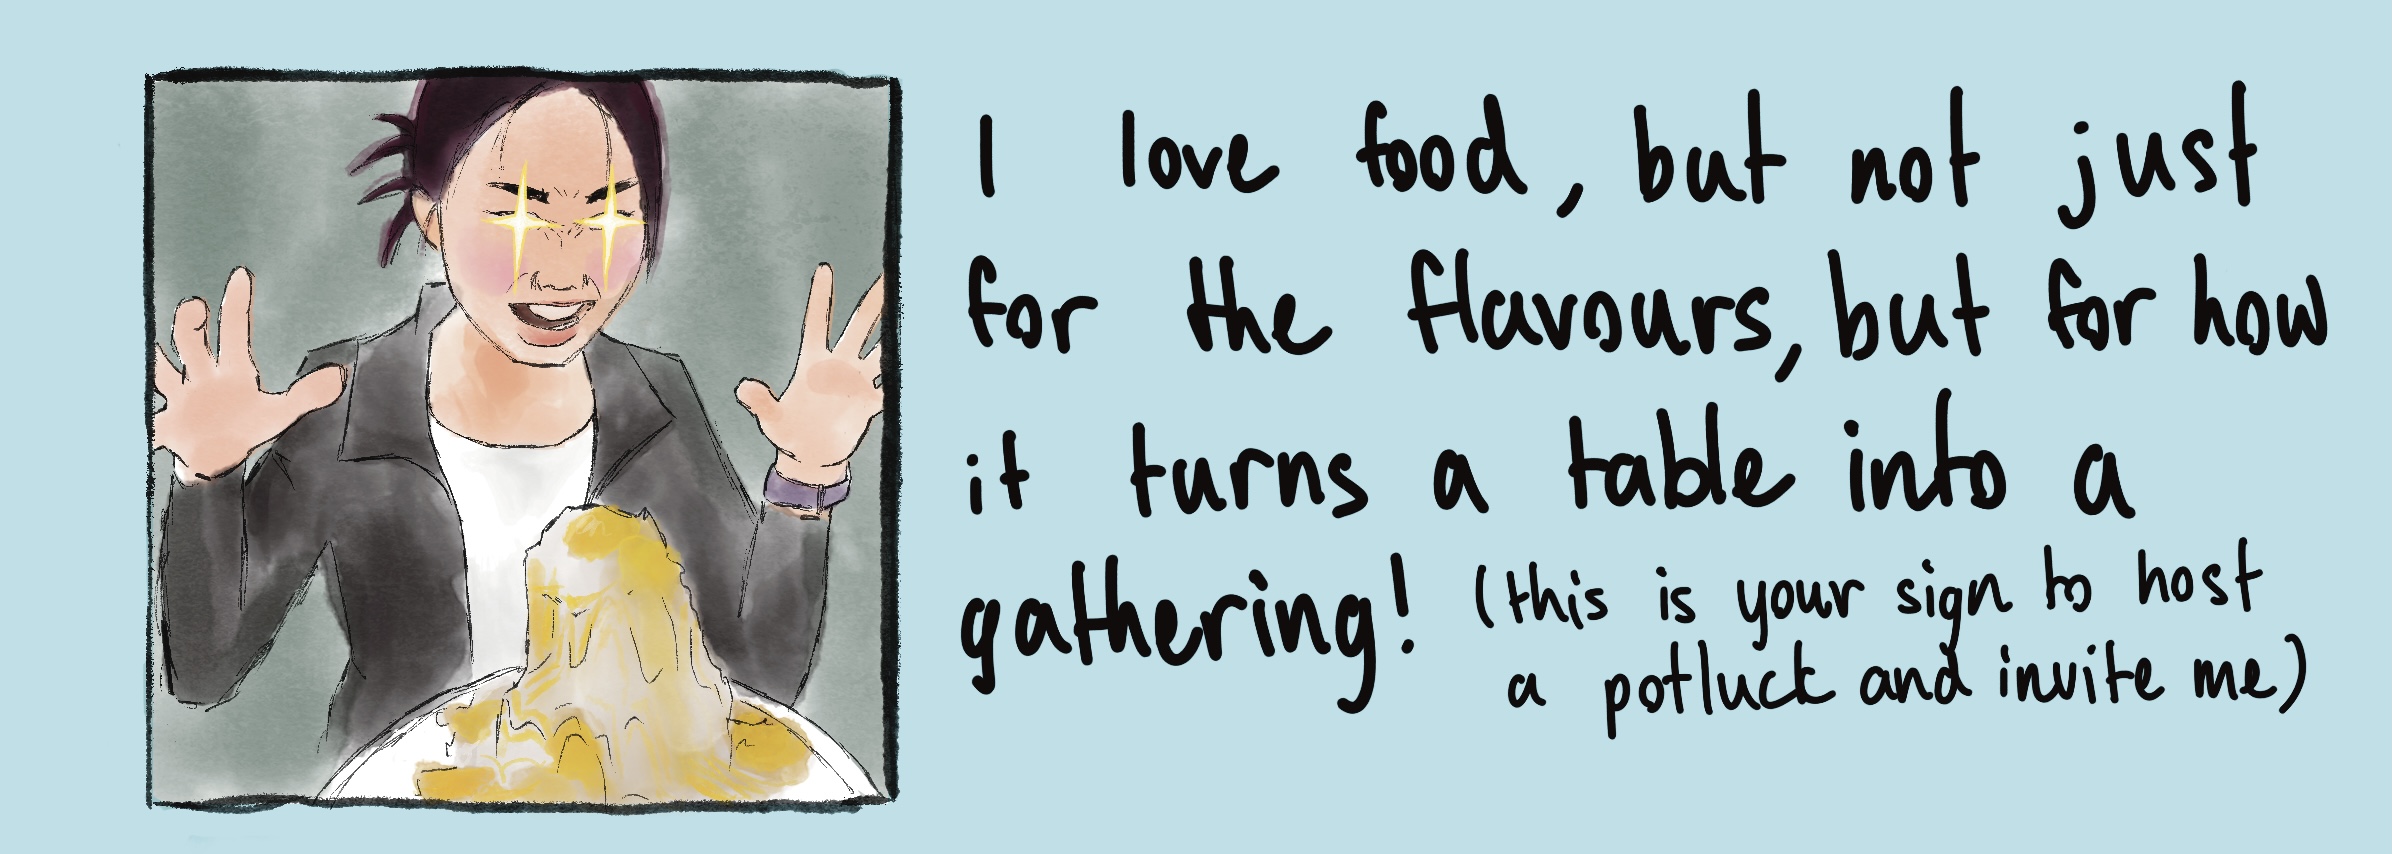 I love food, but not just
for the flavours, but for how
it turns a table into a
gathering! (this is your sign to host
a potluck and invite me)